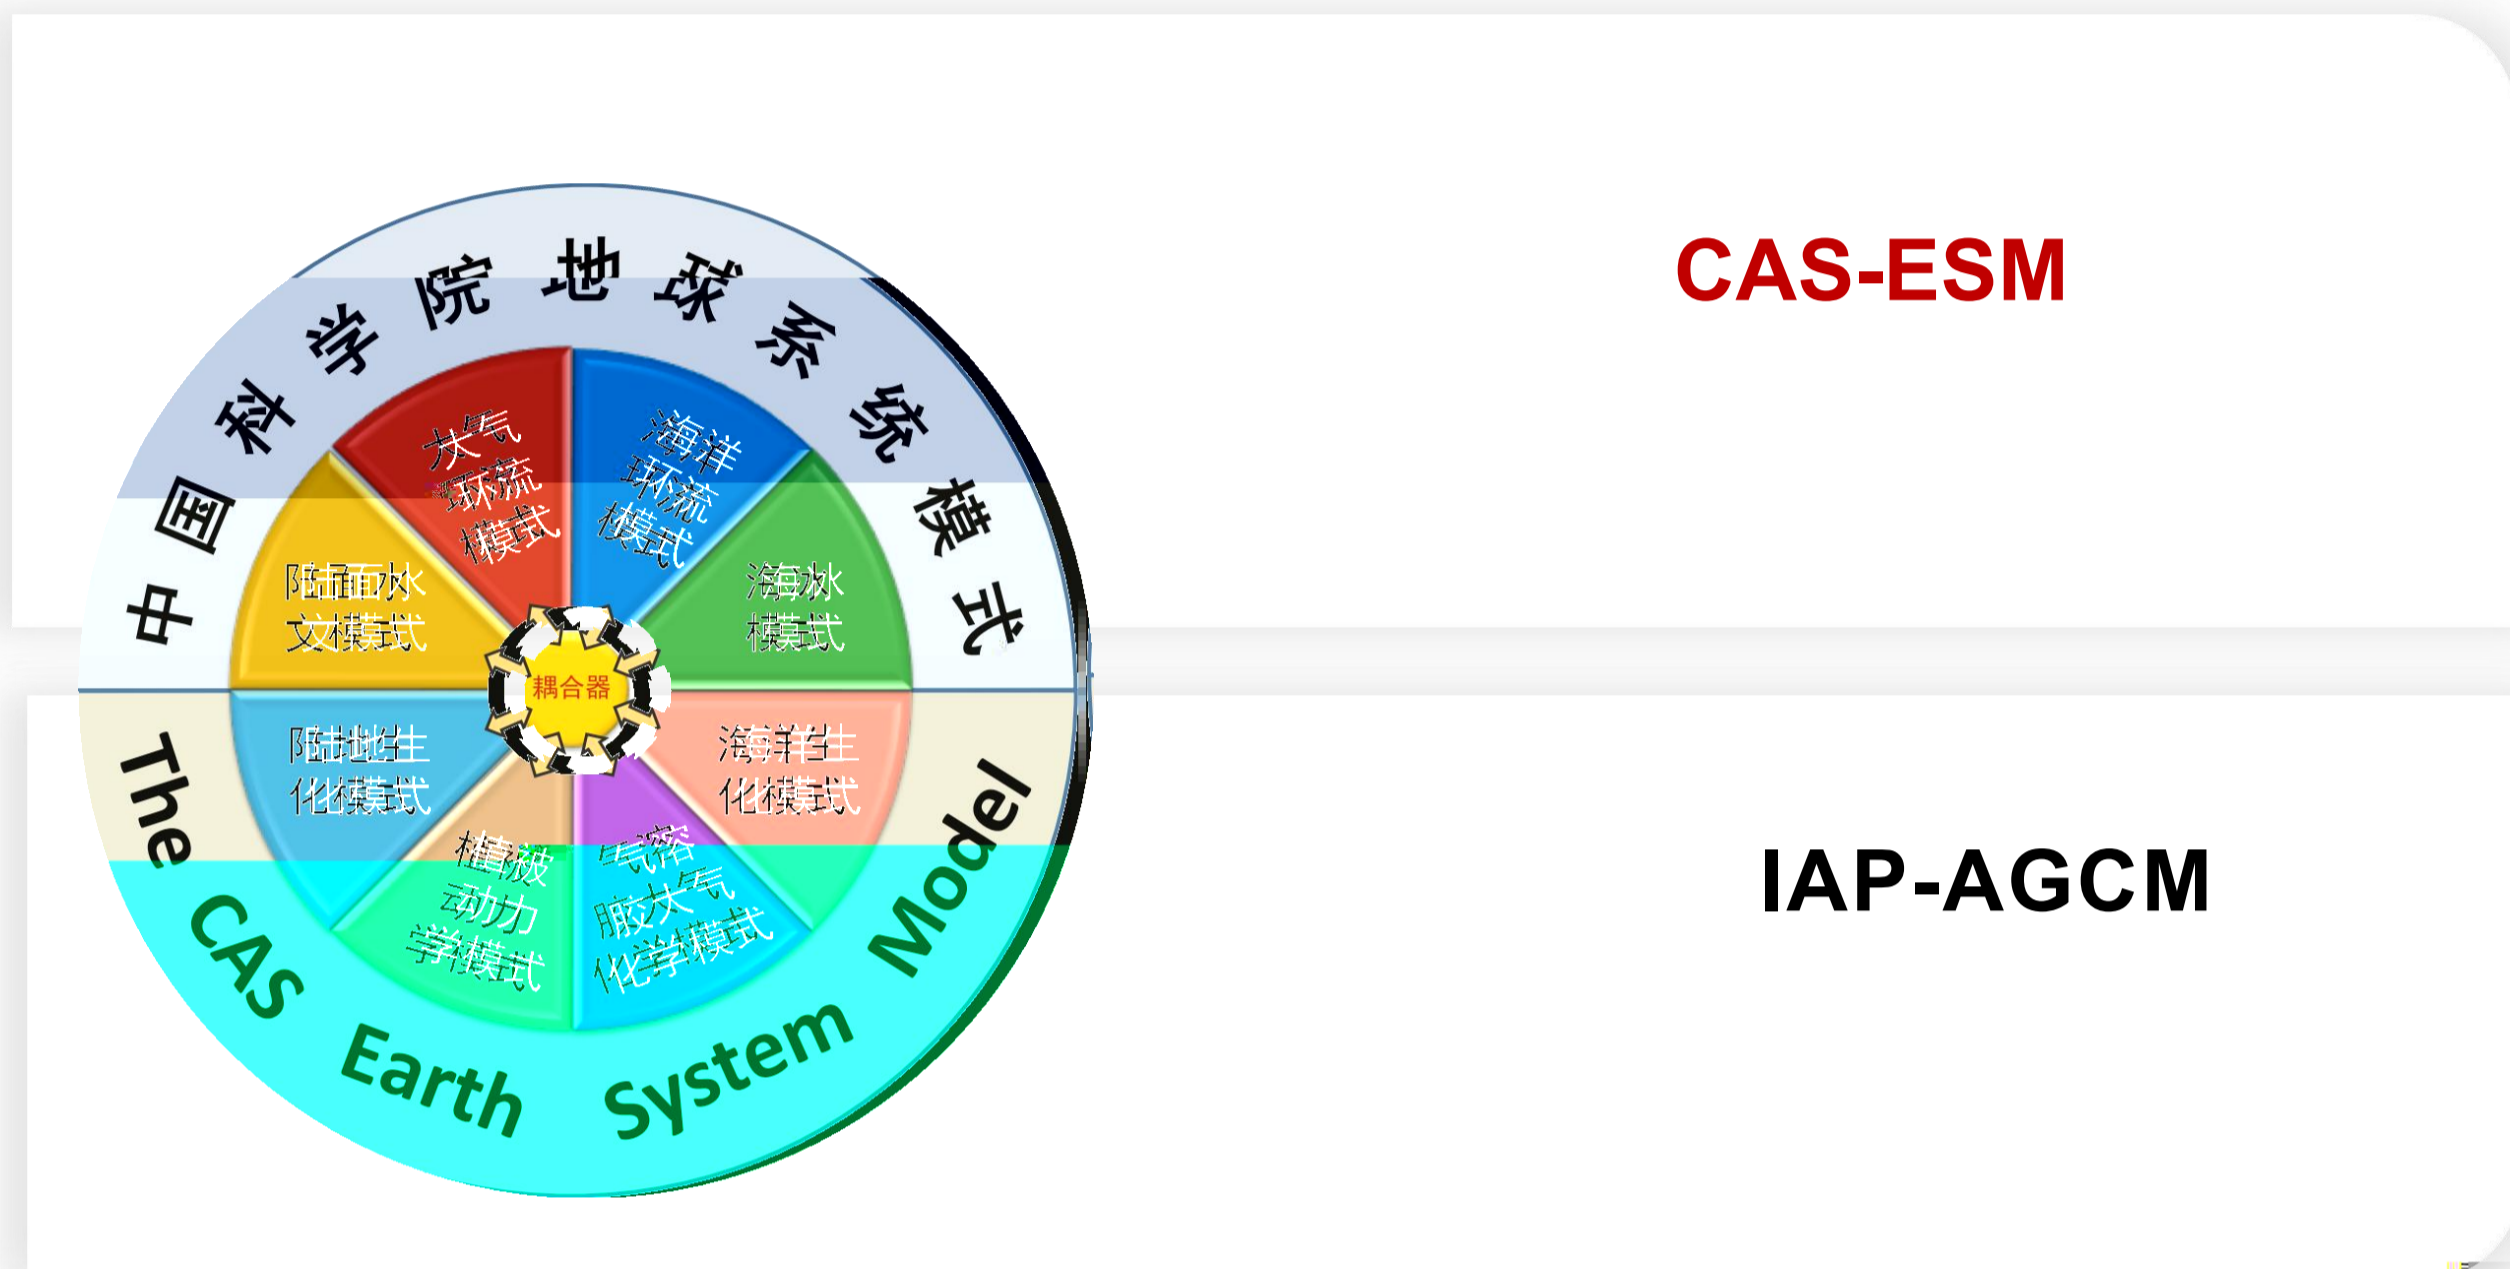 中国科学院地球系统模式
CAS-ESM
大气
环流
模式
海洋
环流
模式
陆面水
文模式
海冰
模式
耦合器
陆地生
化模式
海洋生
化模式
植被
动力
学模式
气溶
胶大气
化学模式
The CAS Earth System Model
IAP-AGCM